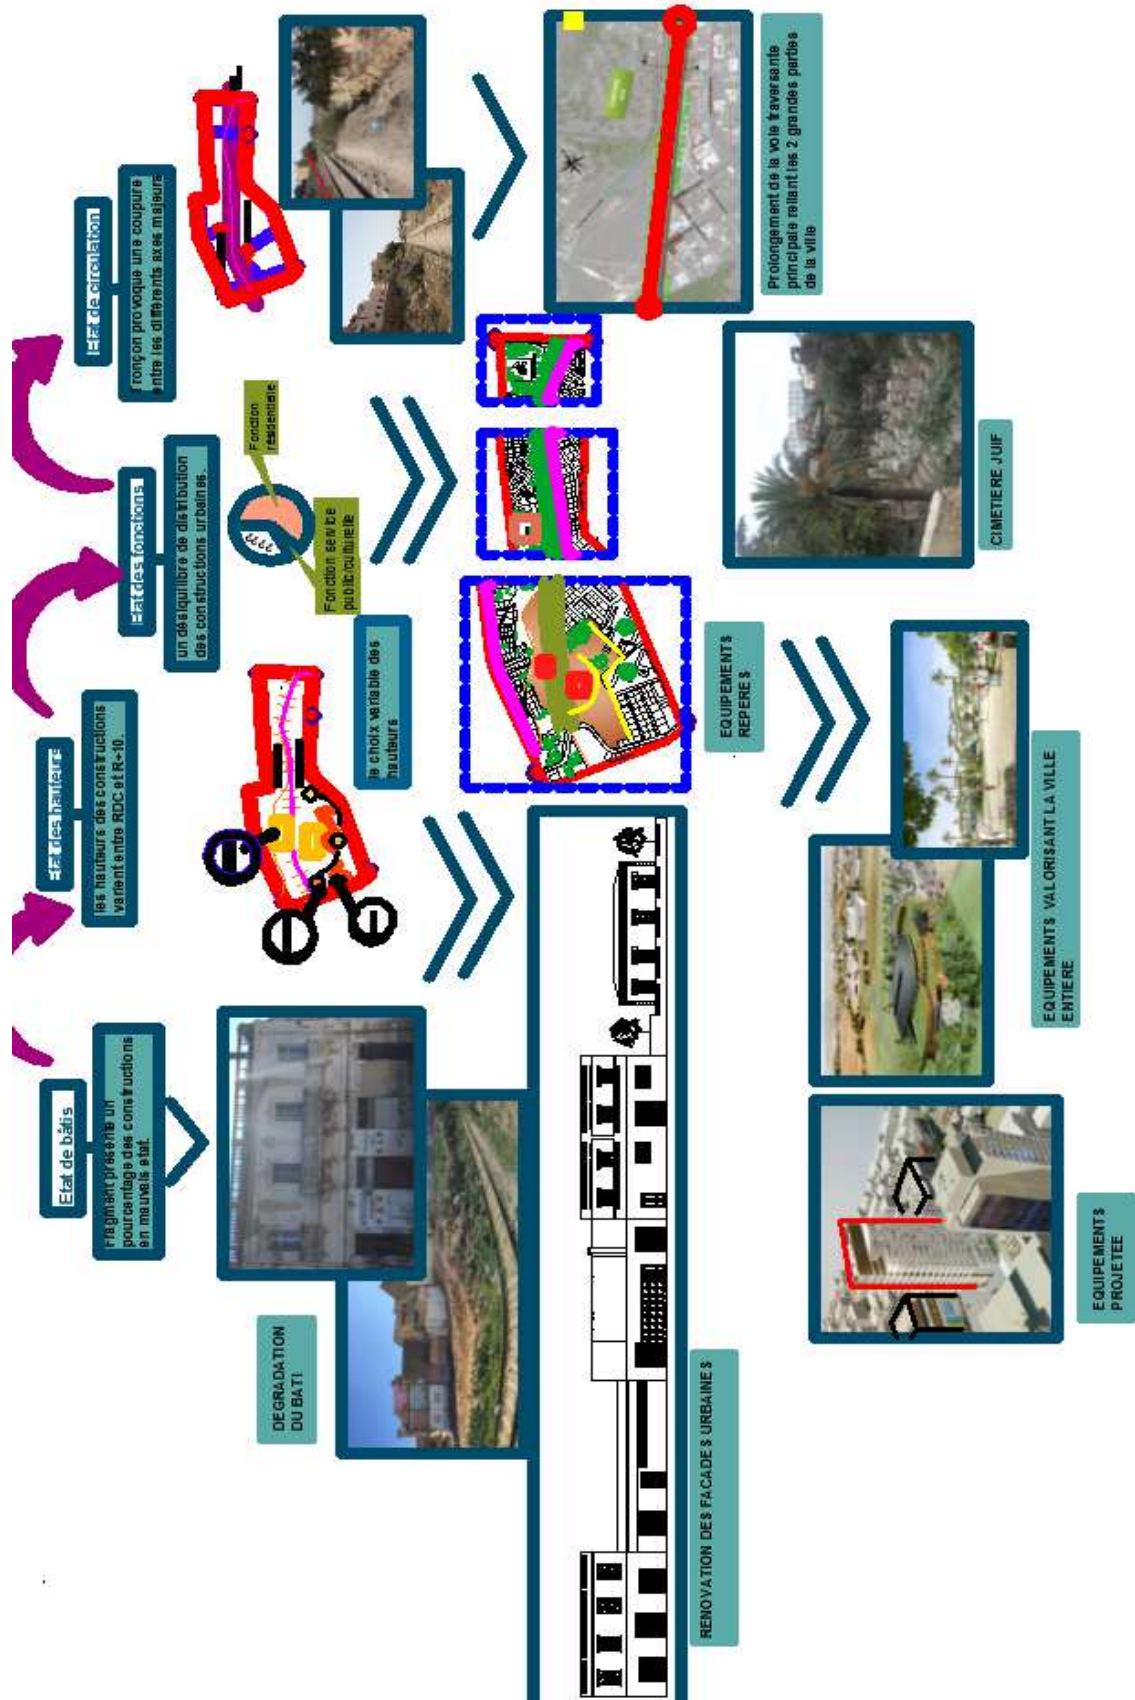 Etat de bâtis
Fragment présente un
pourcentage des constructions
en mauvais état.
DEGRADATION
DU BATI
RENOVATION DES FACADES URBAINES
Etat des hauteurs
les hauteurs des constructions
varient entre RDC et R+10.
le choix variable des
hauteurs
Etat des fonctions
un déséquilibre de distribution
des constructions urbaines.
Fonction service
public/culturelle
Fonction
résidentielle
EQUIPEMENTS
REPERES
EQUIPEMENTS
PROJETEE
EQUIPEMENTS VALORISANT LA VILLE
ENTIERE
Etat de circulation
Tronçon provoque une coupure
entre les différents axes majeurs
Prolongement de la voie traversante
principale reliant les 2 grandes parties
de la ville
CIMETIERE JUIF